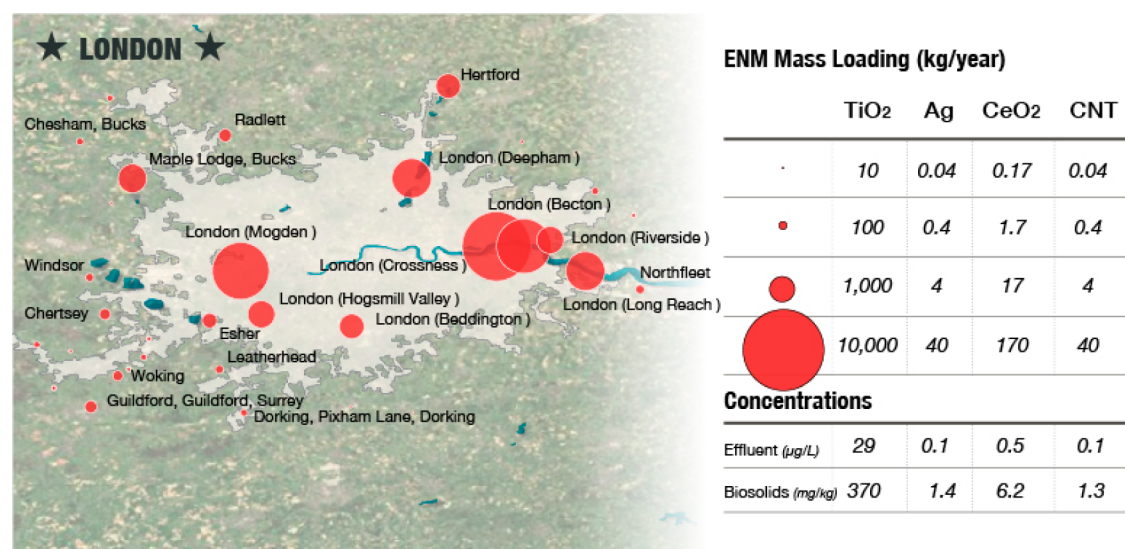 ★ LONDON ★
Hertford
Chesham, Bucks
Radlett
Maple Lodge, Bucks
London (Deepham )
London (Becton)
London (Mogden )
London (Riverside )
Windsor
London (Crossness )
Northfleet
London (Hogsmill Valley )
London (Long Reach )
Chertsey
London (Beddington )
Esher
Leatherhead
Woking
Guildford, Guildford, Surrey
Dorking, Pixham Lane, Dorking
ENM Mass Loading (kg/year)
TiO2 Ag CeO2 CNT
10 0.04 0.17 0.04
100 0.4 1.7 0.4
1,000 4 17 4
10,000 40 170 40
Concentrations
Effluent (µg/L) 29 0.1 0.5 0.1
Biosolids (mg/kg) 370 1.4 6.2 1.3